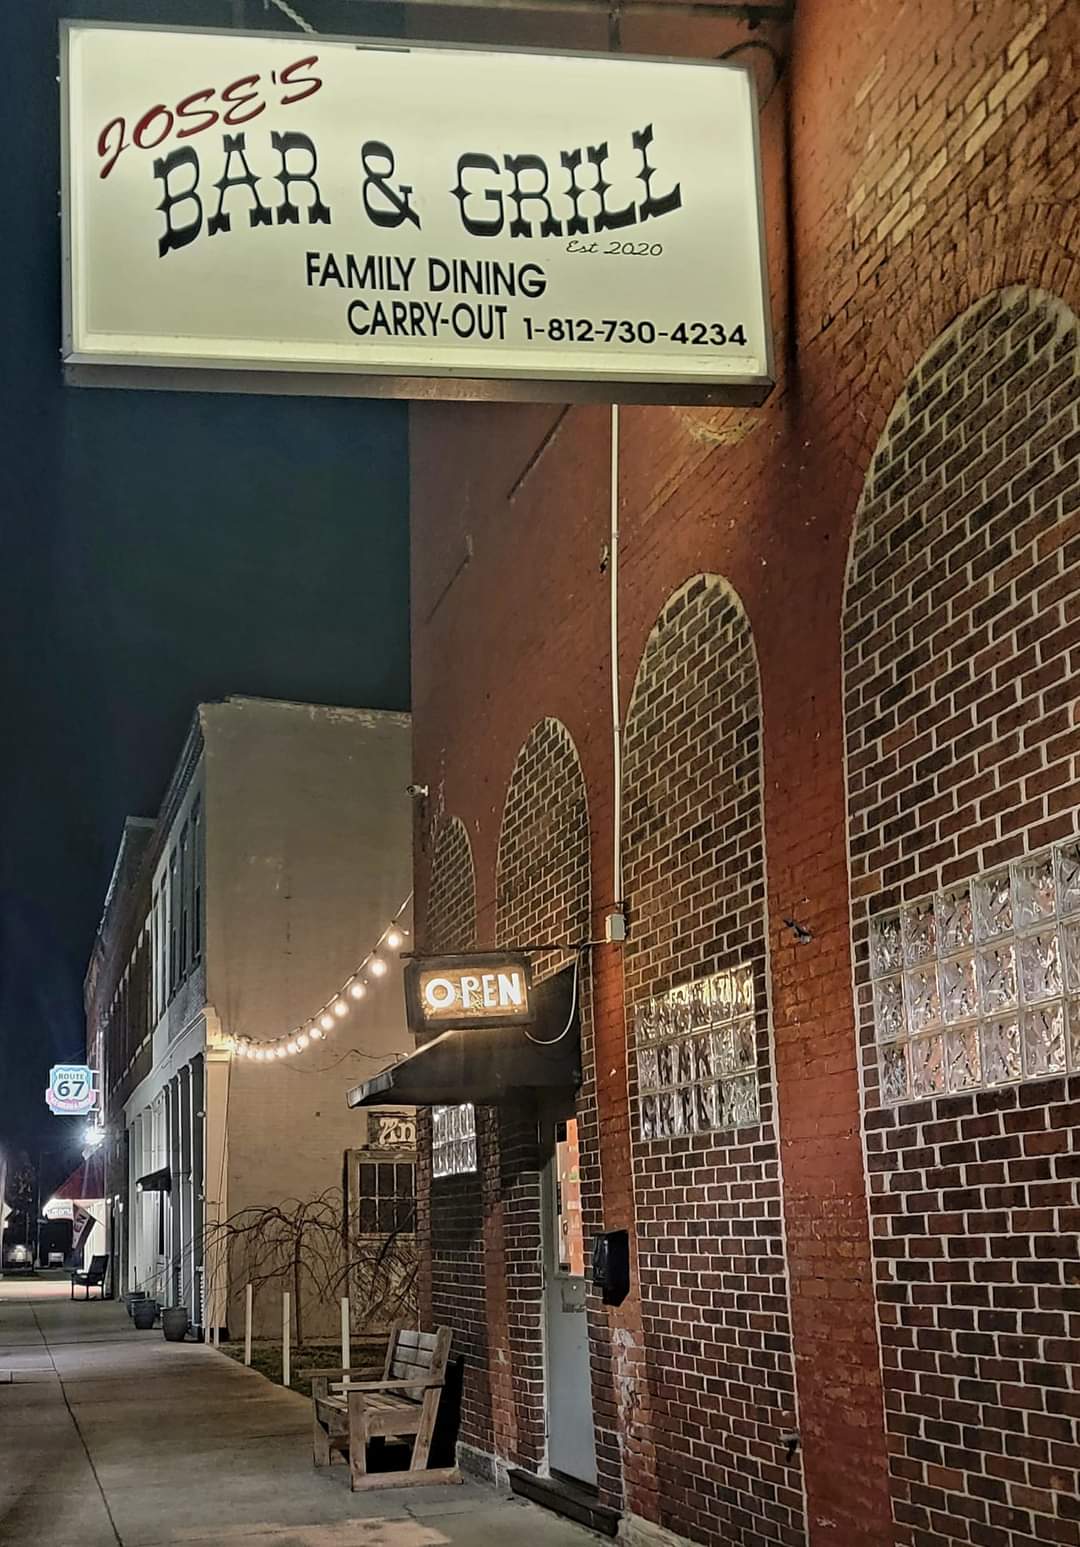 JOSE'S
BAR & GRILL
Est 2020
FAMILY DINING
CARRY-OUT 1-812-730-4234
OPEN
ROUTE
67